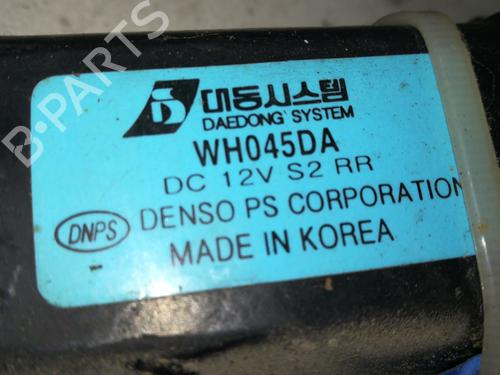 B-PARTS
대동시스템
DAEDONG SYSTEM
WH045DA
DC 12V S2 RR
DNPS DENSO PS CORPORATION
MADE IN KOREA